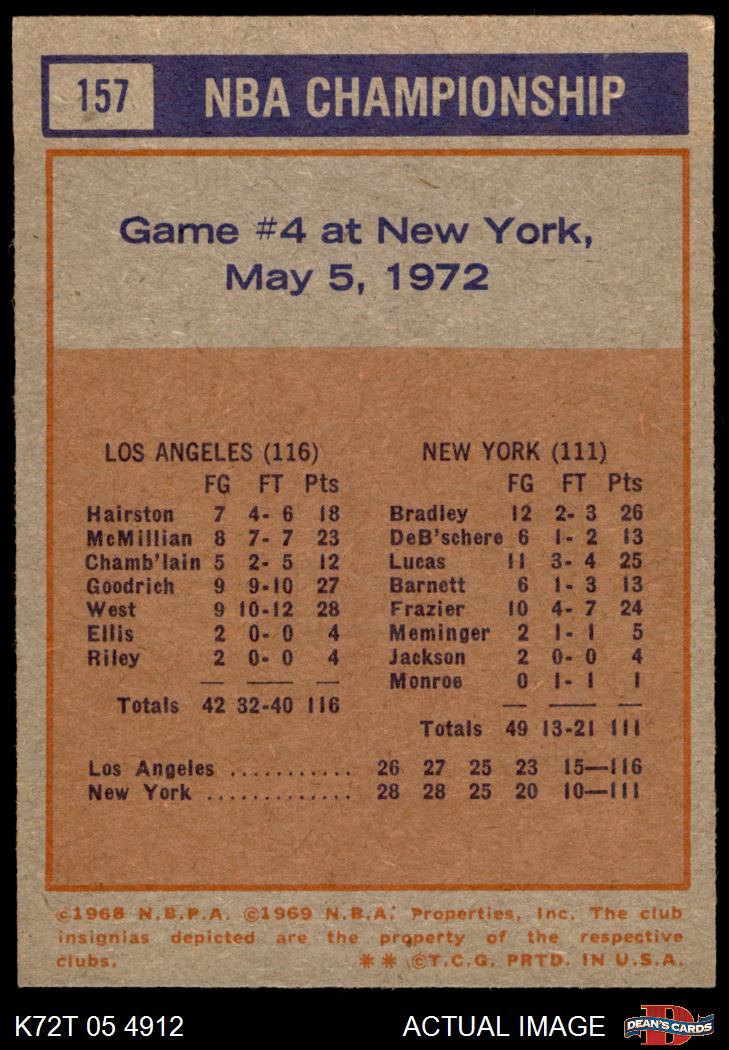 157 NBA CHAMPIONSHIP
Game #4 at New York,
May 5, 1972
LOS ANGELES (116)
FG FT Pts
Hairston 7 4- 6 18
McMillian 8 7- 7 23
Chamb'lain 5 2- 5 12
Goodrich 9 9-10 27
West 9 10-12 28
Ellis 2 0- 0 4
Riley 2 0- 0 4
Totals 42 32-40 116
NEW YORK (111)
FG FT Pts
Bradley 12 2- 3 26
DeB'schere 6 1- 2 13
Lucas 11 3- 4 25
Barnett 6 1- 3 13
Frazier 10 4- 7 24
Meminger 2 1- 1 5
Jackson 2 0- 0 4
Monroe 0 1- 1 1
Totals 49 13-21 111
Los Angeles ........... 26 27 25 23 15—116
New York ............. 28 28 25 20 10—111
©1968 N.B.P.A. ©1969 N.B.A. Properties, Inc. The club
insignias depicted are the property of the respective
clubs. ** ©T.C.G. PRTD. IN U.S.A.
K72T 05 4912 ACTUAL IMAGE DEAN'S CARDS